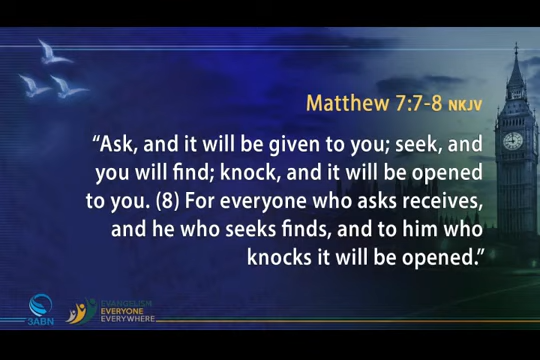 Matthew 7:7-8 NKJV
“Ask, and it will be given to you; seek, and
you will find; knock, and it will be opened
to you. (8) For everyone who asks receives,
and he who seeks finds, and to him who
knocks it will be opened.”
3ABN
EVANGELISM
EVERYONE
EVERYWHERE